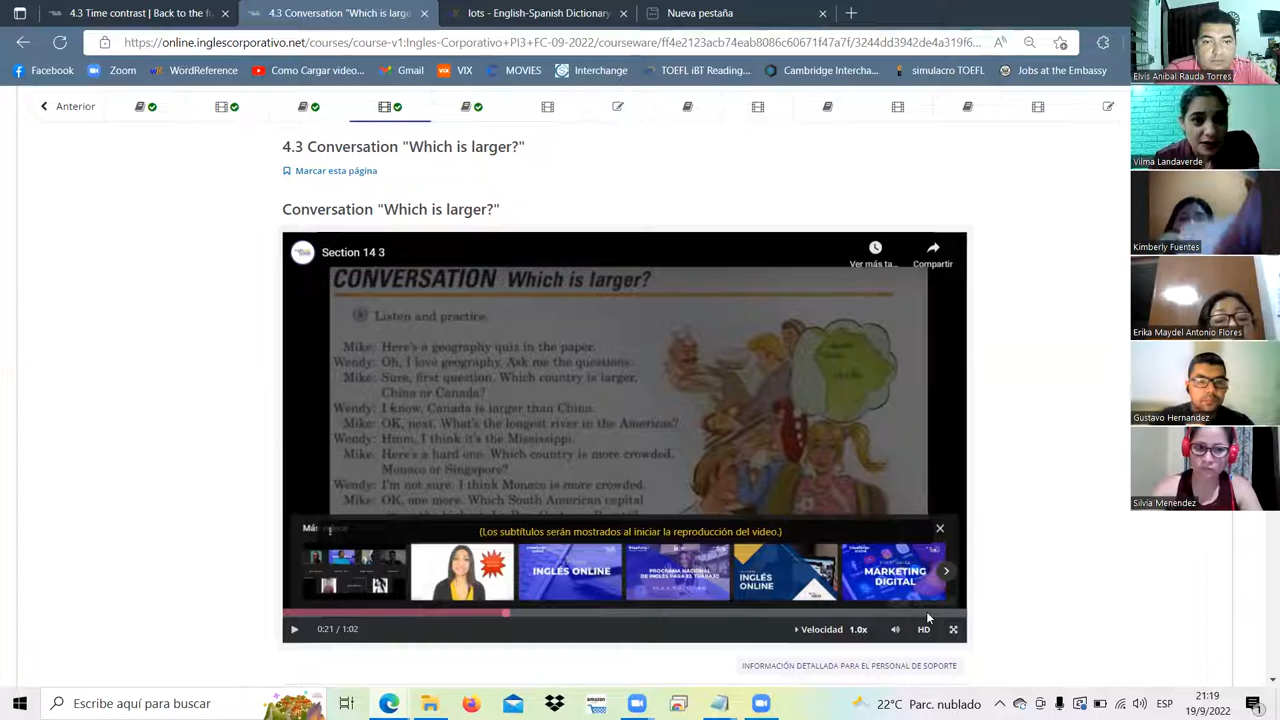 4.3 Time contrast | Back to the f
4.3 Conversation "Which is large
lots - English-Spanish Dictionary
Nueva pestaña
https://online.inglescorporativo.net/courses/course-v1:Ingles-Corporativo+PI3+FC-09-2022/courseware/ff4e2123acb74eab8086c60671f47a7f/3244dd3942de4a319f6...
Facebook
Zoom
WordReference
Como Cargar video...
Gmail
VIX
MOVIES
Interchange
TOEFL iBT Reading...
Cambridge Intercha...
simulacro TOEFL
Jobs at the Embassy
Anterior
4.3 Conversation "Which is larger?"
Marcar esta página
Conversation "Which is larger?"
Section 14 3
Ver más ta...
Compartir
CONVERSATION Which is larger?
Listen and practice.
Mike: Here's a geography quiz in the paper.
Wendy: Oh, I love geography. Ask me the questions.
Mike: Sure, first question. Which country is larger,
China or Canada?
Wendy: I know. Canada is larger than China.
Mike: OK, next. What's the longest river in the Americas?
Wendy: Hmm, I think it's the Mississippi.
Mike: Here's a hard one. Which country is more crowded,
Monaco or Singapore?
Wendy: I'm not sure. I think Monaco is more crowded.
Mike: OK, one more. Which South American capital
(Los subtítulos serán mostrados al iniciar la reproducción del video.)
INGLÉS ONLINE
PROGRAMA NACIONAL
DE INGLÉS PARA EL TRABAJO
INGLÉS
ONLINE
MARKETING
DIGITAL
0:21 / 1:02
Velocidad 1.0x
HD
INFORMACIÓN DETALLADA PARA EL PERSONAL DE SOPORTE
Elvis Anibal Rauda Torres
Vilma Landaverde
Kimberly Fuentes
Erika Maydel Antonio Flores
Gustavo Hernandez
Silvia Menendez
Escribe aquí para buscar
amazon
22°C Parc. nublado
ESP
21:19
19/9/2022
1